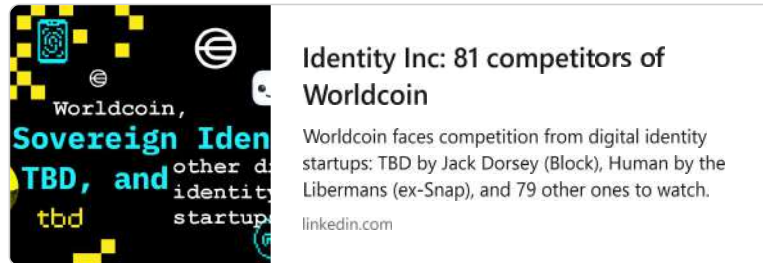 Worldcoin,
Sovereign Iden
TBD, and
other d
identity
startups
tbd
Identity Inc: 81 competitors of
Worldcoin
Worldcoin faces competition from digital identity
startups: TBD by Jack Dorsey (Block), Human by the
Libermans (ex-Snap), and 79 other ones to watch.
linkedin.com